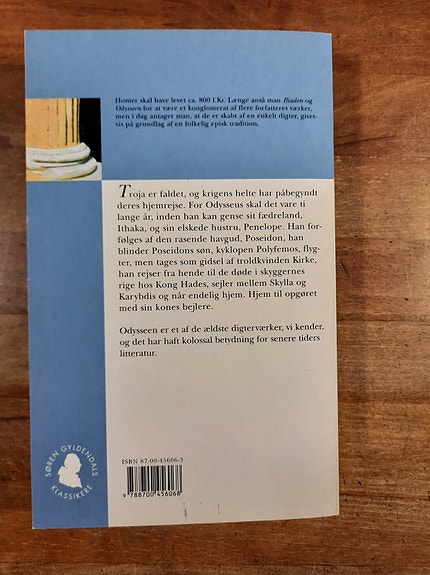 Homer skal have levet ca. 800 f.Kr. Længe anså man Iliaden og
Odysseen for at være et konglomerat af flere forfatteres værker,
men i dag antager man, at de er skabt af en enkelt digter, givet-
vis på grundlag af en folkelig episk tradition.
Troja er faldet, og krigens helte har påbegyndt
deres hjemrejse. For Odysseus skal det vare ti
lange år, inden han kan gense sit fædreland,
Ithaka, og sin elskede hustru, Penelope. Han for-
følges af den rasende havgud, Poseidon, han
blinder Poseidons søn, kyklopen Polyfemos, flyg-
ter, men tages som gidsel af troldkvinden Kirke,
han rejser fra hende til de døde i skyggernes
rige hos Kong Hades, sejler mellem Skylla og
Karybdis og når endelig hjem. Hjem til opgøret
med sin kones bejlere.
Odysseen er et af de ældste digterværker, vi kender,
og det har haft kolossal betydning for senere tiders
litteratur.
ISBN 87-00-45606-5
9 788700 456068
SØREN GYLDENDALS
KLASSIKERE